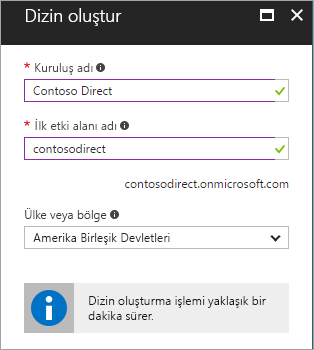 Dizin oluştur
* Kuruluş adı
Contoso Direct
* İlk etki alanı adı
contosodirect
contosodirect.onmicrosoft.com
Ülke veya bölge
Amerika Birleşik Devletleri
Dizin oluşturma işlemi yaklaşık bir
dakika sürer.